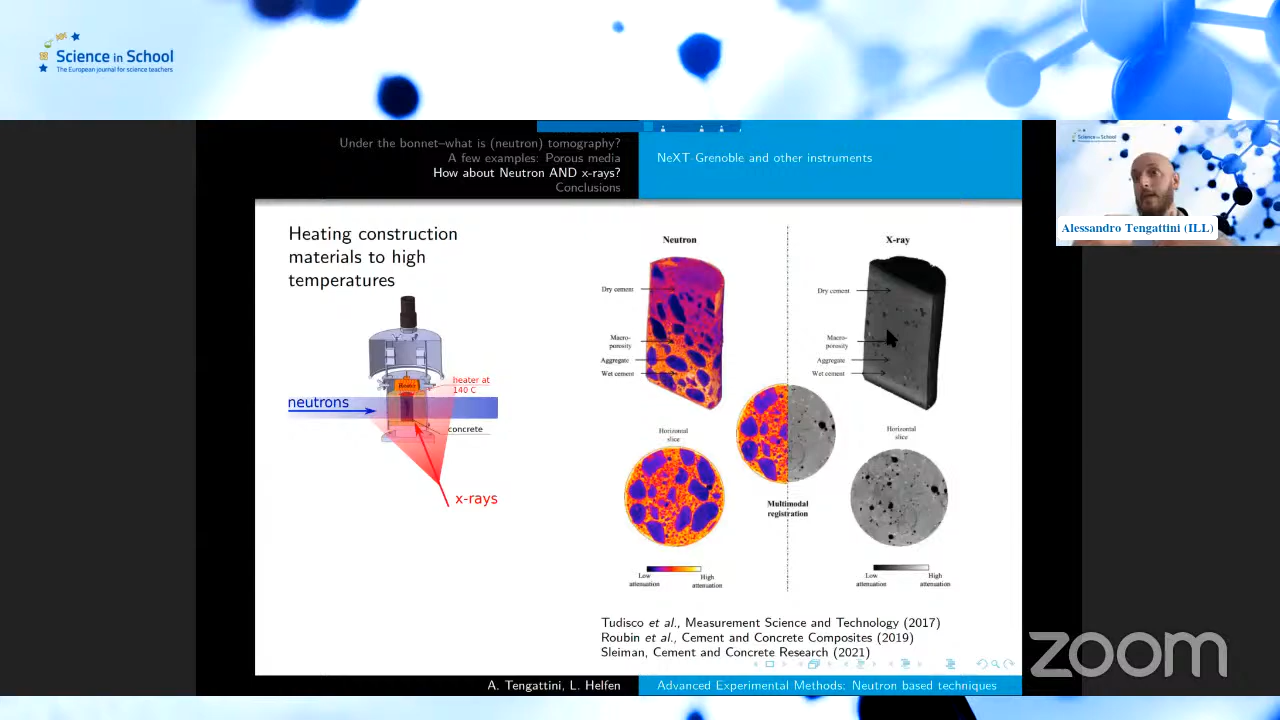 Science in School
The European journal for science teachers
Under the bonnet–what is (neutron) tomography?
A few examples: Porous media
How about Neutron AND x-rays?
Conclusions
NeXT-Grenoble and other instruments
Science in School
Alessandro Tengattini (ILL)
Heating construction
materials to high
temperatures
Heater
heater at
140 C
neutrons
concrete
x-rays
Neutron
Dry cement
Macro-
porosity
Aggregate
Wet cement
Horizontal
slice
Low
attenuation
High
attenuation
Multimodal
registration
X-ray
Dry cement
Macro-
porosity
Aggregate
Wet cement
Horizontal
slice
Low
attenuation
High
attenuation
Tudisco et al., Measurement Science and Technology (2017)
Roubin et al., Cement and Concrete Composites (2019)
Sleiman, Cement and Concrete Research (2021)
zoom
A. Tengattini, L. Helfen
Advanced Experimental Methods: Neutron based techniques